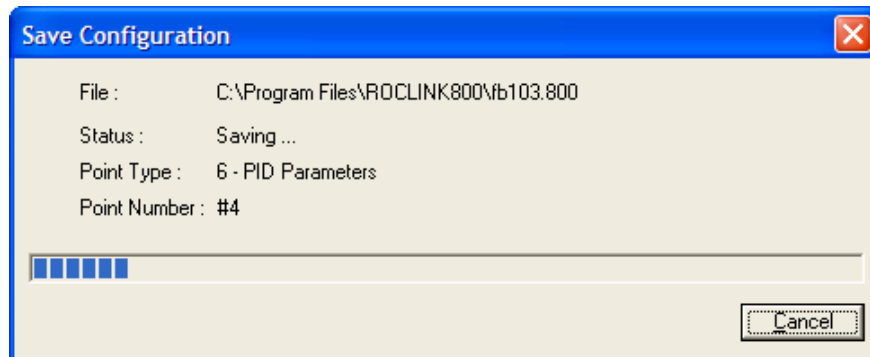 Save Configuration
File : C:\Program Files\ROCLINK800\fb103.800
Status : Saving ...
Point Type : 6 - PID Parameters
Point Number : #4
Cancel